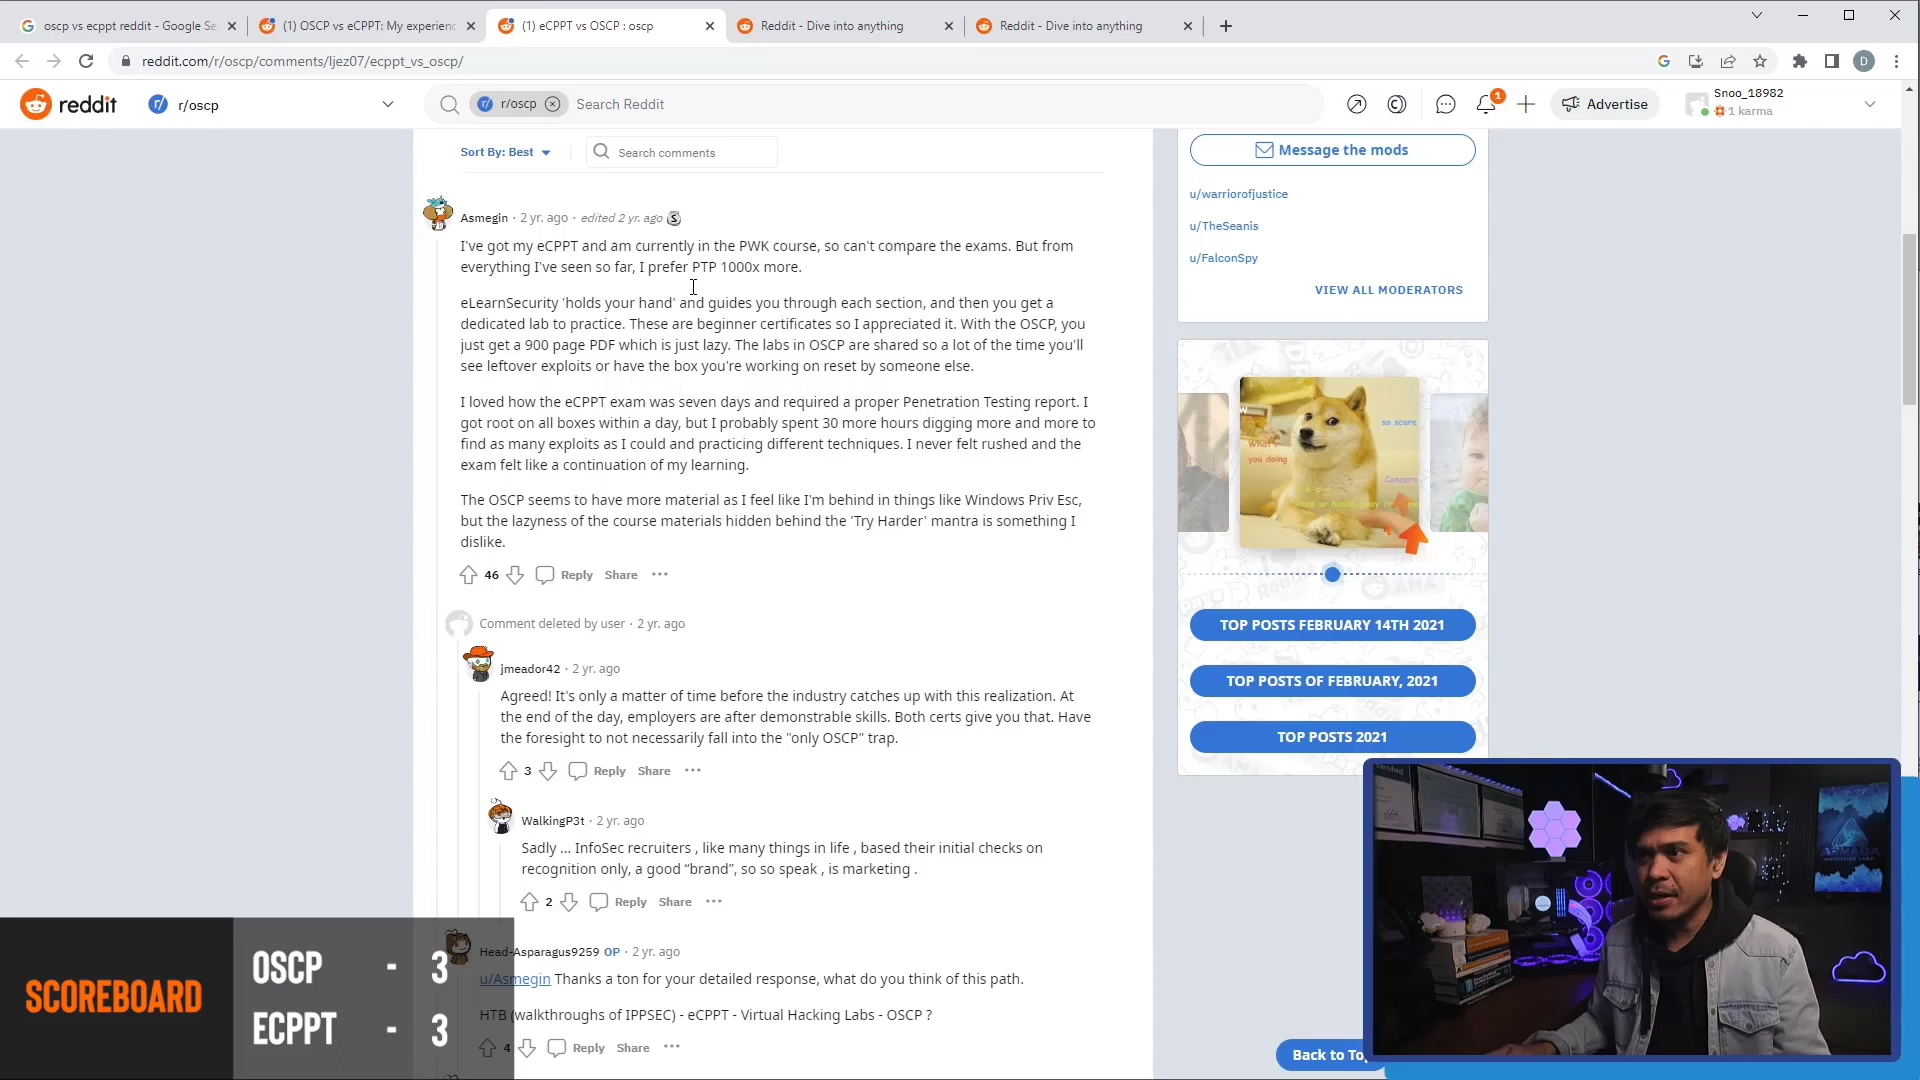 oscp vs ecppt reddit - Google Se
(1) OSCP vs eCPPT: My experienc
(1) eCPPT vs OSCP : oscp
Reddit - Dive into anything
Reddit - Dive into anything
reddit.com/r/oscp/comments/ljez07/ecppt_vs_oscp/
D
reddit
r/oscp
r/oscp
Search Reddit
1
Advertise
Snoo_18982
1 karma
Sort By: Best
Search comments
Asmegin · 2 yr. ago · edited 2 yr. ago
I've got my eCPPT and am currently in the PWK course, so can't compare the exams. But from
everything I've seen so far, I prefer PTP 1000x more.
eLearnSecurity 'holds your hand' and guides you through each section, and then you get a
dedicated lab to practice. These are beginner certificates so I appreciated it. With the OSCP, you
just get a 900 page PDF which is just lazy. The labs in OSCP are shared so a lot of the time you'll
see leftover exploits or have the box you're working on reset by someone else.
I loved how the eCPPT exam was seven days and required a proper Penetration Testing report. I
got root on all boxes within a day, but I probably spent 30 more hours digging more and more to
find as many exploits as I could and practicing different techniques. I never felt rushed and the
exam felt like a continuation of my learning.
The OSCP seems to have more material as I feel like I'm behind in things like Windows Priv Esc,
but the lazyness of the course materials hidden behind the 'Try Harder' mantra is something I
dislike.
46 Reply Share
Comment deleted by user · 2 yr. ago
jmeador42 · 2 yr. ago
Agreed! It's only a matter of time before the industry catches up with this realization. At
the end of the day, employers are after demonstrable skills. Both certs give you that. Have
the foresight to not necessarily fall into the "only OSCP" trap.
3 Reply Share
WalkingP3t · 2 yr. ago
Sadly ... InfoSec recruiters , like many things in life , based their initial checks on
recognition only, a good “brand”, so so speak , is marketing .
2 Reply Share
Head-Asparagus9259 OP · 2 yr. ago
u/Asmegin Thanks a ton for your detailed response, what do you think of this path.
HTB (walkthroughs of IPPSEC) - eCPPT - Virtual Hacking Labs - OSCP ?
4 Reply Share
Message the mods
u/warriorofjustice
u/TheSeanis
u/FalconSpy
VIEW ALL MODERATORS
so score
What r
you doing
Concern
TOP POSTS FEBRUARY 14TH 2021
TOP POSTS OF FEBRUARY, 2021
TOP POSTS 2021
Back to To
SCOREBOARD
OSCP - 3
ECPPT - 3